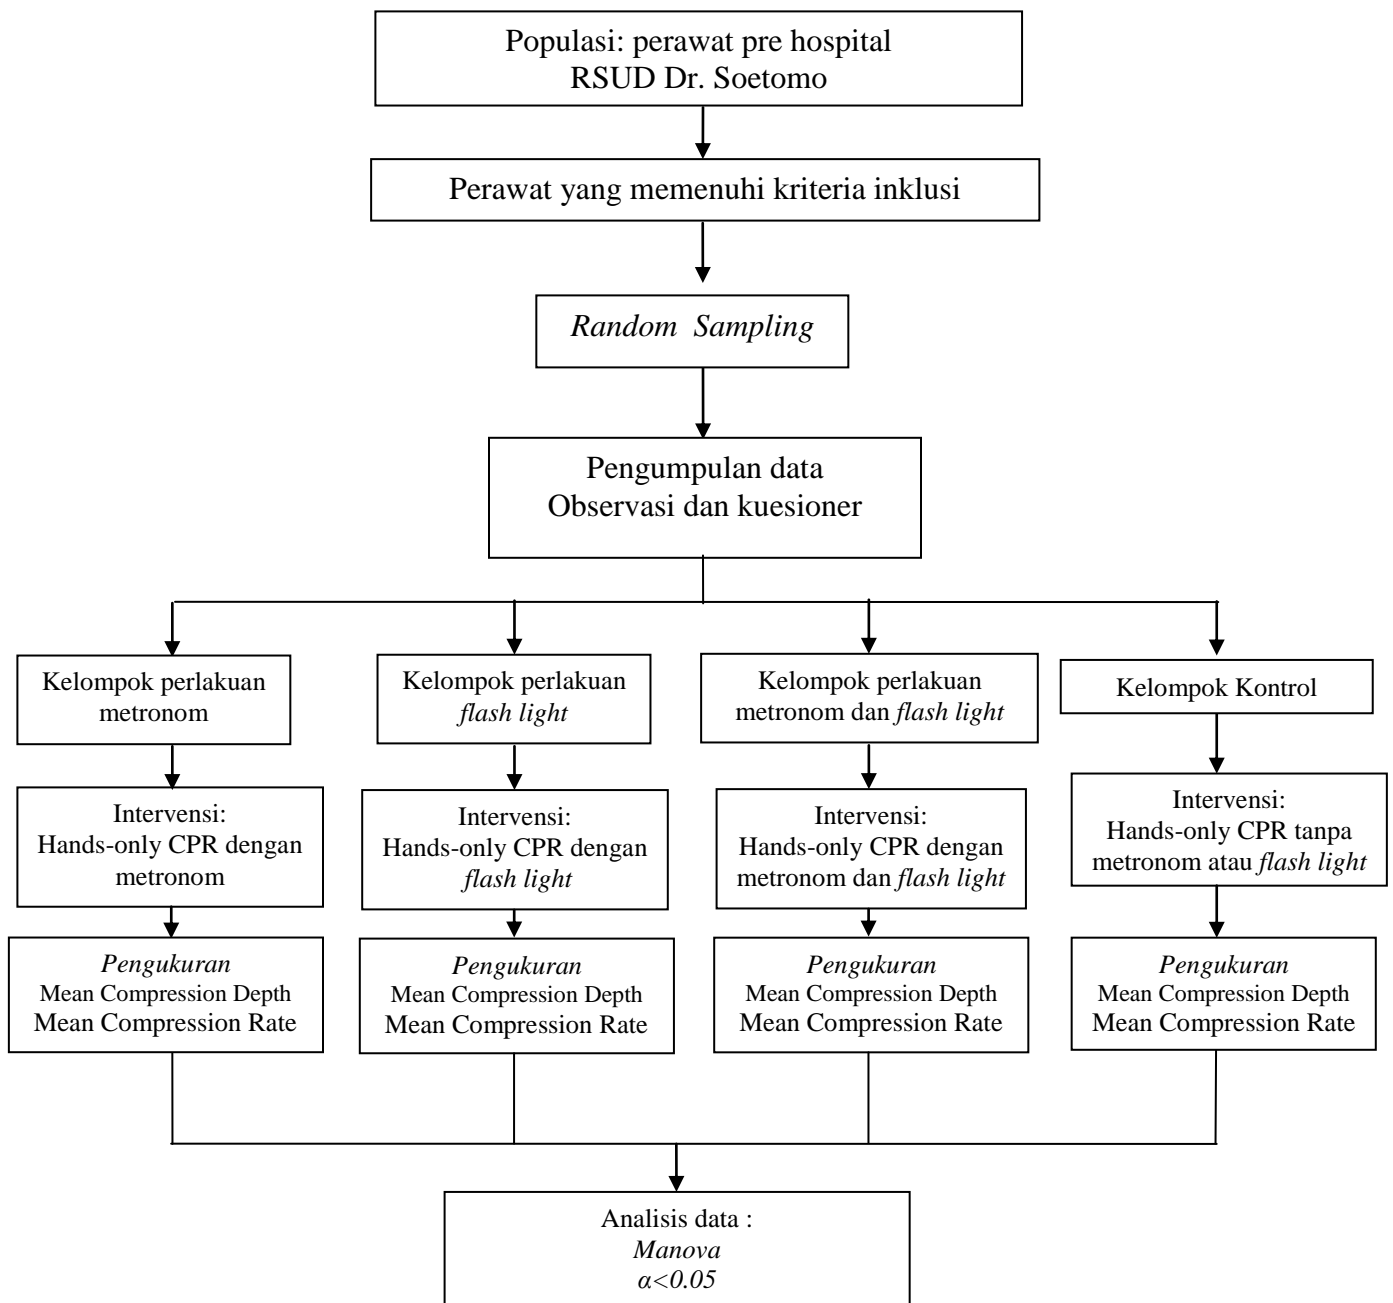 Populasi: perawat pre hospital
RSUD Dr. Soetomo
Perawat yang memenuhi kriteria inklusi
Random Sampling
Pengumpulan data
Observasi dan kuesioner
Kelompok perlakuan
metronom
Kelompok perlakuan
flash light
Kelompok perlakuan
metronom dan flash light
Kelompok Kontrol
Intervensi:
Hands-only CPR dengan
metronom
Intervensi:
Hands-only CPR dengan
flash light
Intervensi:
Hands-only CPR dengan
metronom dan flash light
Intervensi:
Hands-only CPR tanpa
metronom atau flash light
Pengukuran
Mean Compression Depth
Mean Compression Rate
Pengukuran
Mean Compression Depth
Mean Compression Rate
Pengukuran
Mean Compression Depth
Mean Compression Rate
Pengukuran
Mean Compression Depth
Mean Compression Rate
Analisis data :
Manova
α<0.05